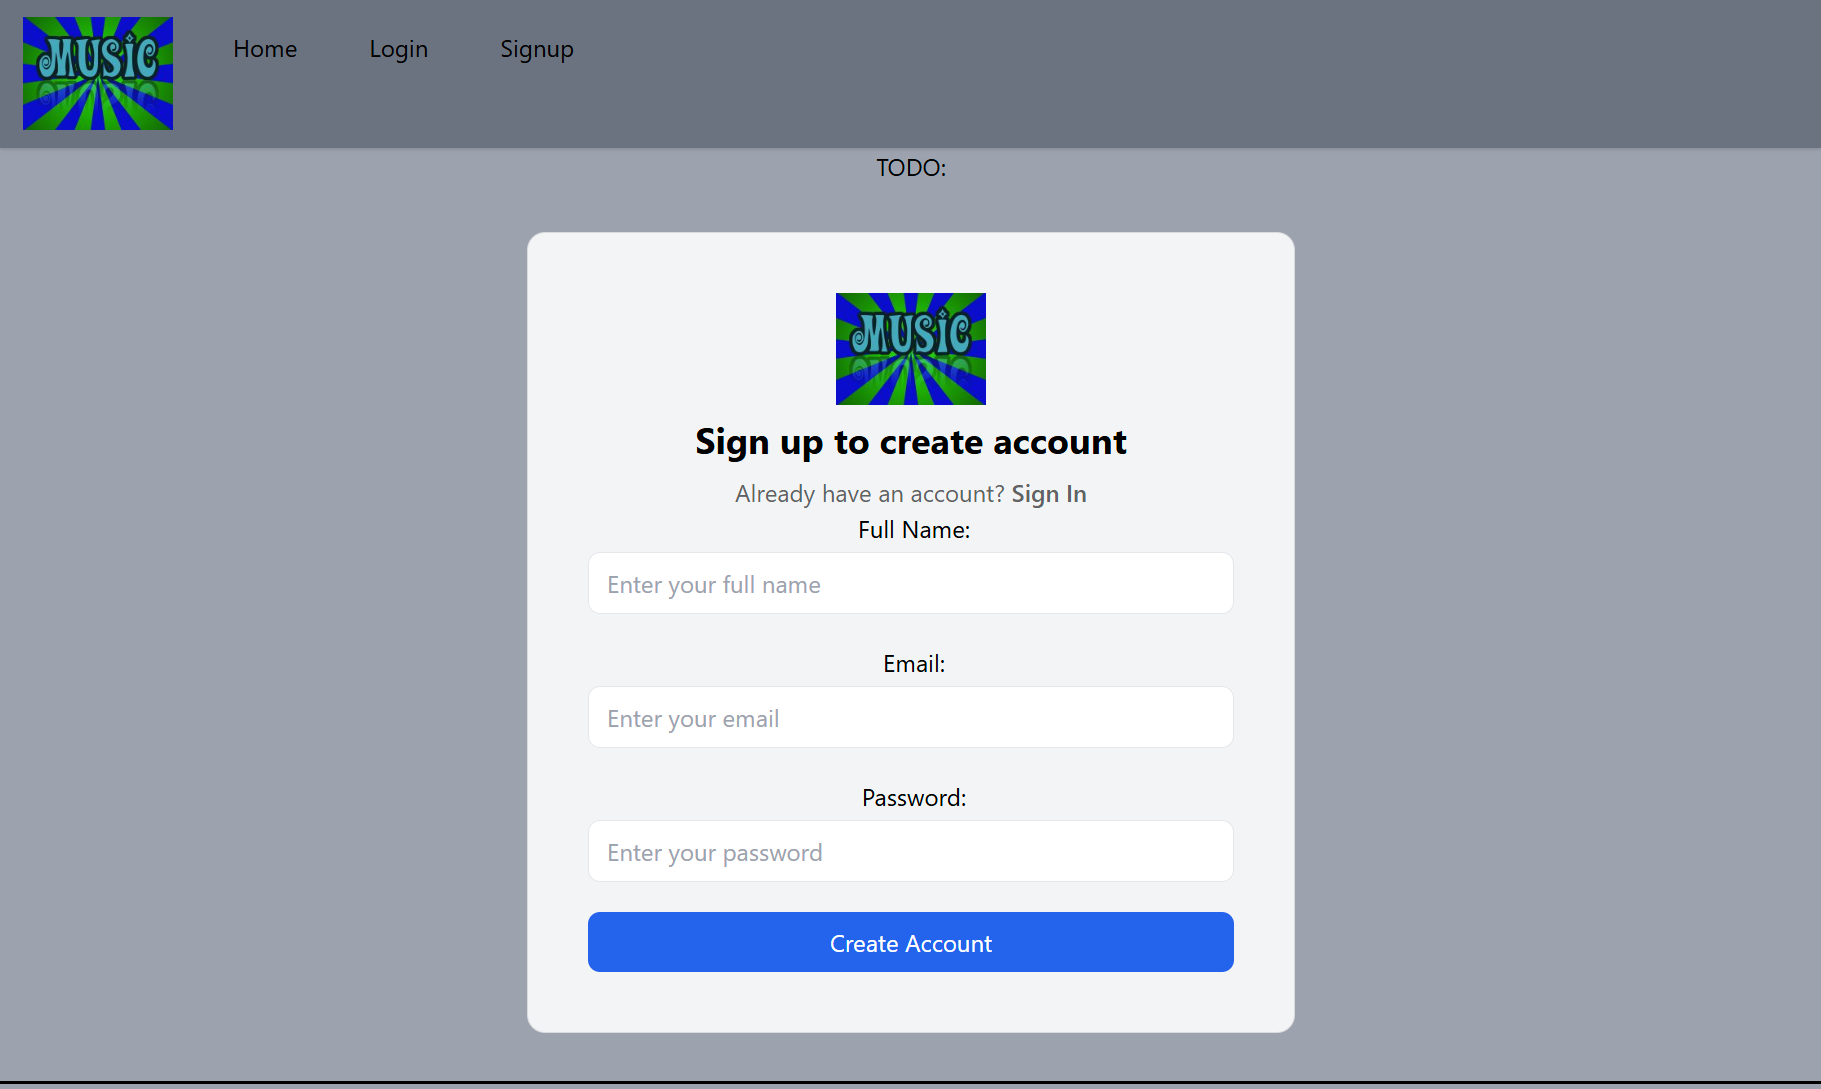 MUSIC
Home
Login
Signup
TODO:
MUSIC
Sign up to create account
Already have an account? Sign In
Full Name:
Enter your full name
Email:
Enter your email
Password:
Enter your password
Create Account